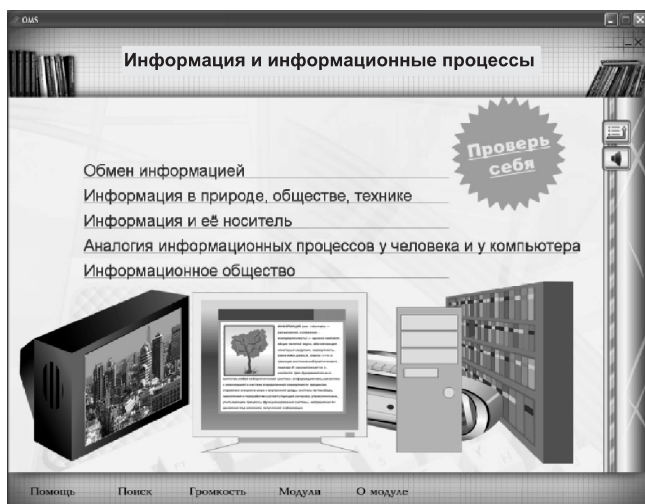 OMS
Информация и информационные процессы
Проверь
себя
Обмен информацией
Информация в природе, обществе, технике
Информация и её носитель
Аналогия информационных процессов у человека и у компьютера
Информационное общество
Помощь Поиск Громкость Модули О модуле